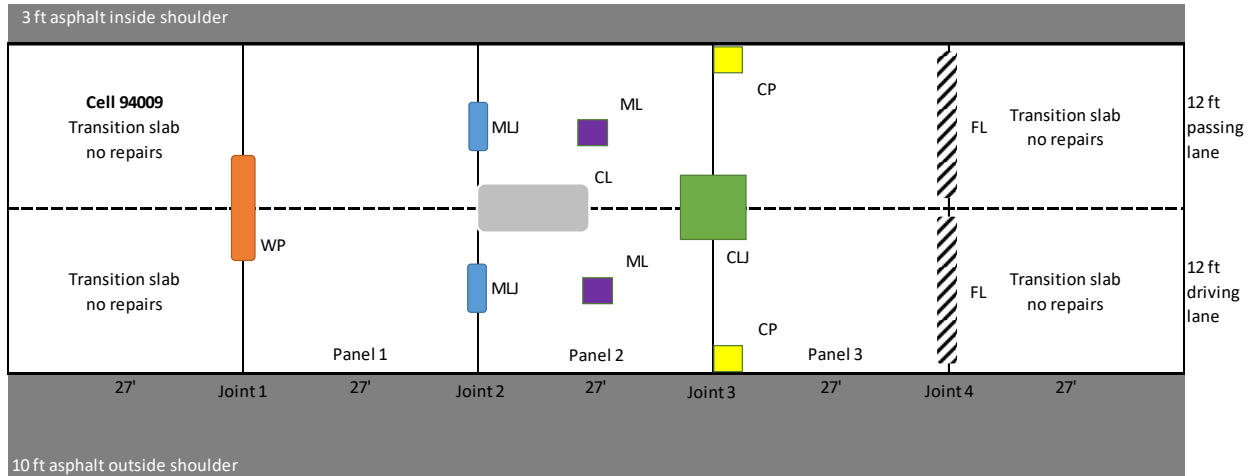 3 ft asphalt inside shoulder
Cell 94009
Transition slab
no repairs
WP
MLJ
ML
CL
CP
FL
Transition slab
no repairs
12 ft
passing
lane
Transition slab
no repairs
MLJ
ML
CLJ
CP
FL
Transition slab
no repairs
12 ft
driving
lane
Panel 1
Panel 2
Panel 3
27'
Joint 1
27'
Joint 2
27'
Joint 3
27'
Joint 4
27'
10 ft asphalt outside shoulder